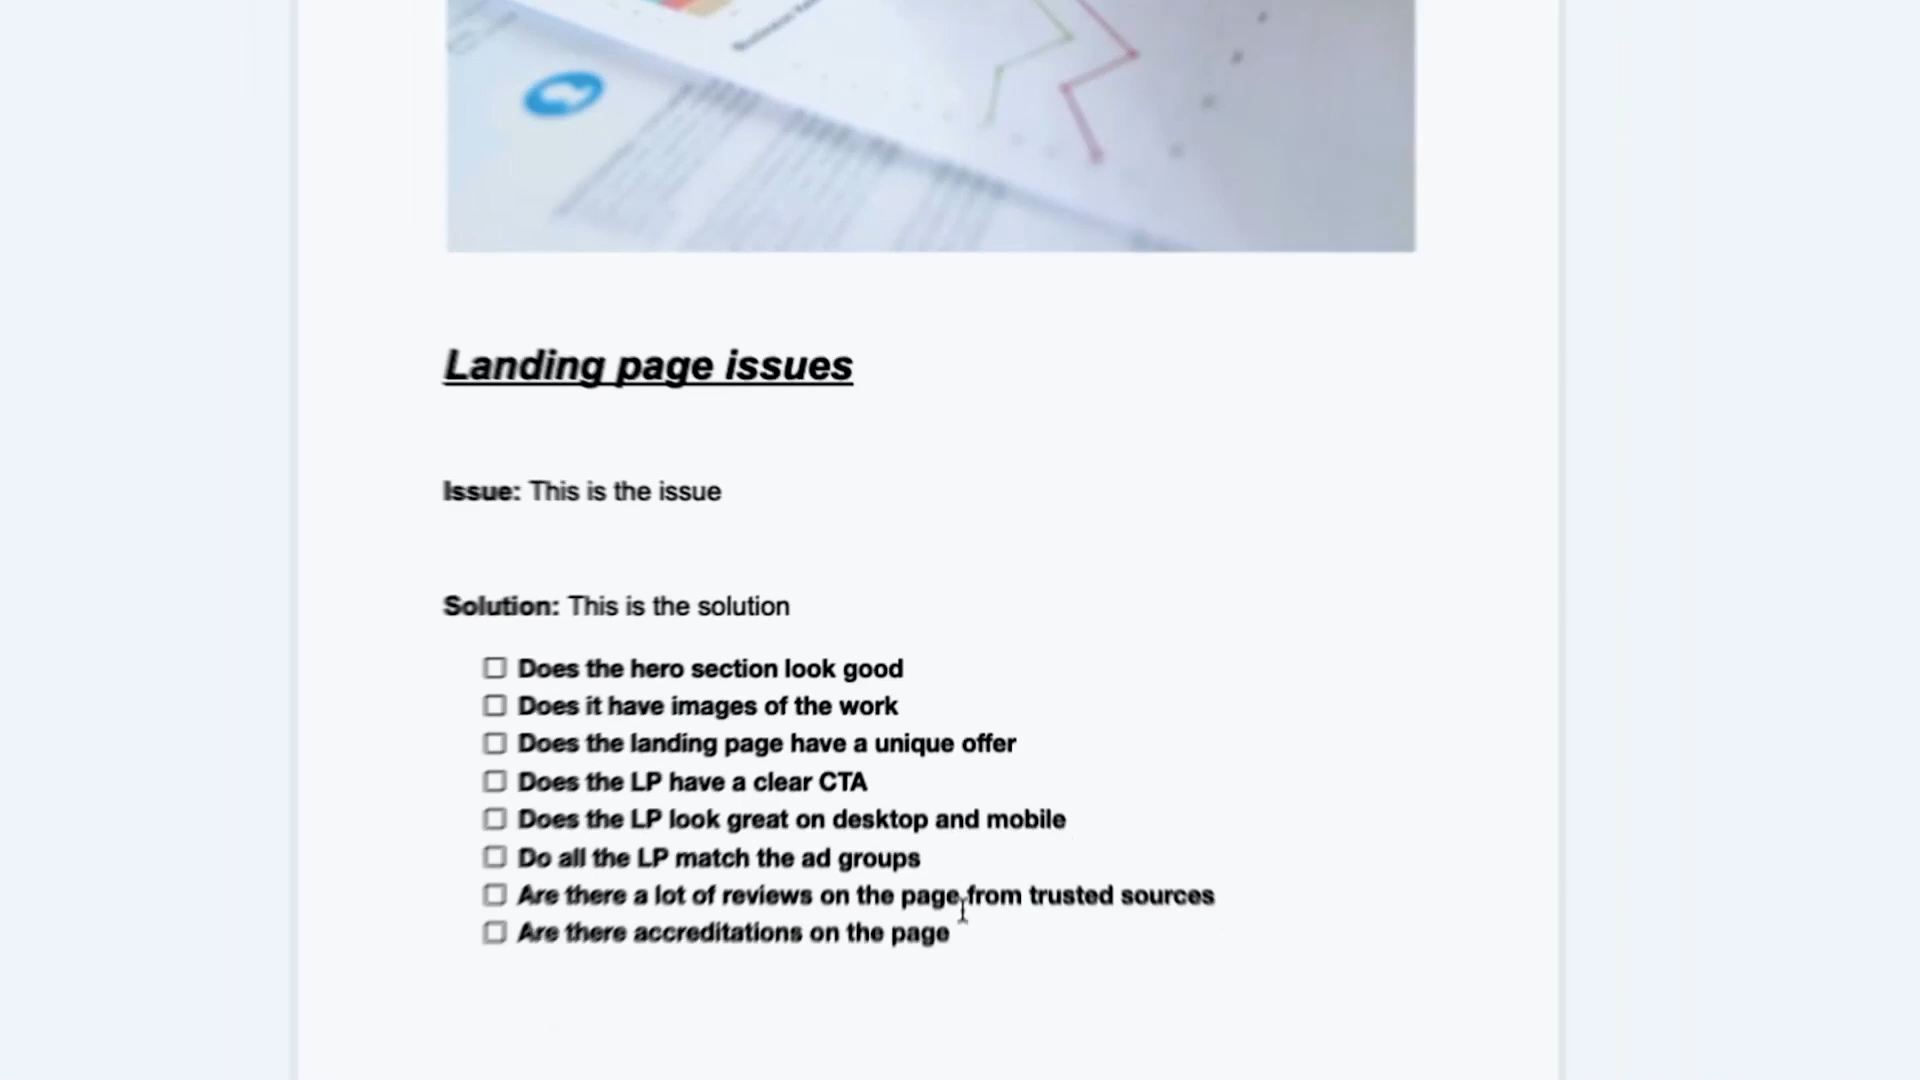 Landing page issues
Issue: This is the issue
Solution: This is the solution
Does the hero section look good
Does it have images of the work
Does the landing page have a unique offer
Does the LP have a clear CTA
Does the LP look great on desktop and mobile
Do all the LP match the ad groups
Are there a lot of reviews on the page from trusted sources
Are there accreditations on the page